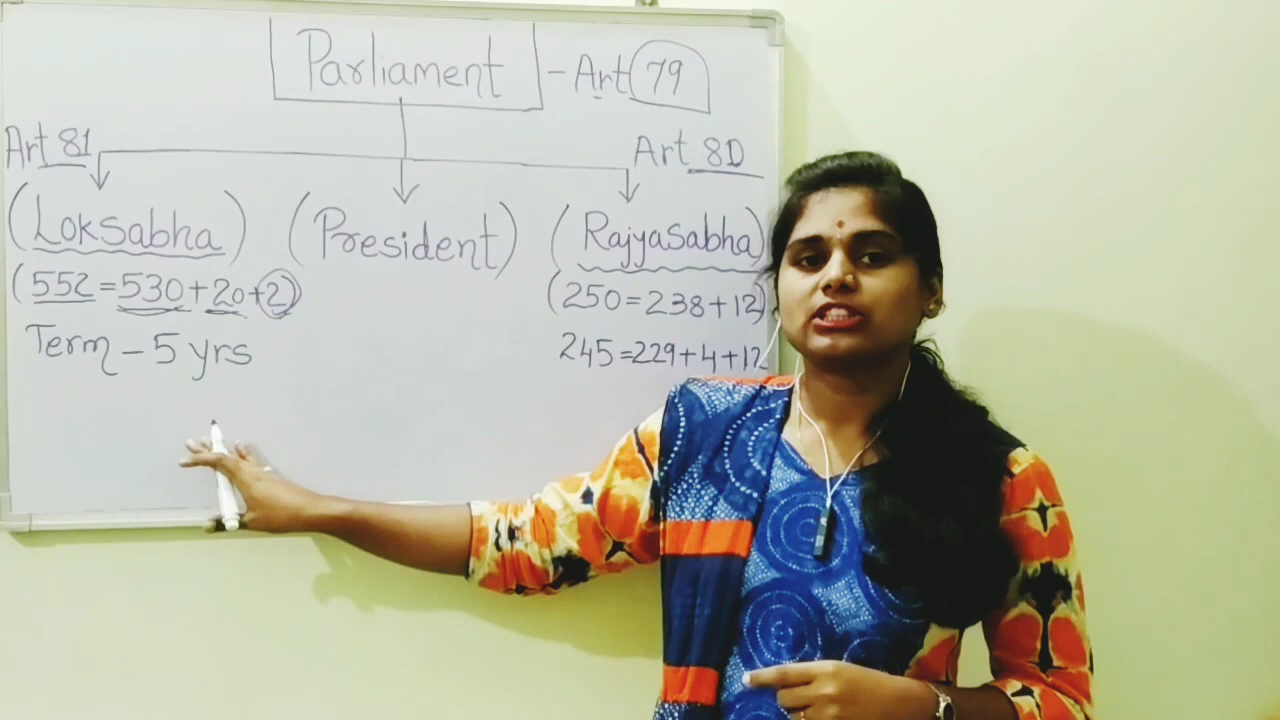 Parliament - Art 79
Art 81
Art 80
(Loksabha) (President) (Rajyasabha)
(552=530+20+2) (250=238+12)
Term - 5 yrs 245=229+4+12